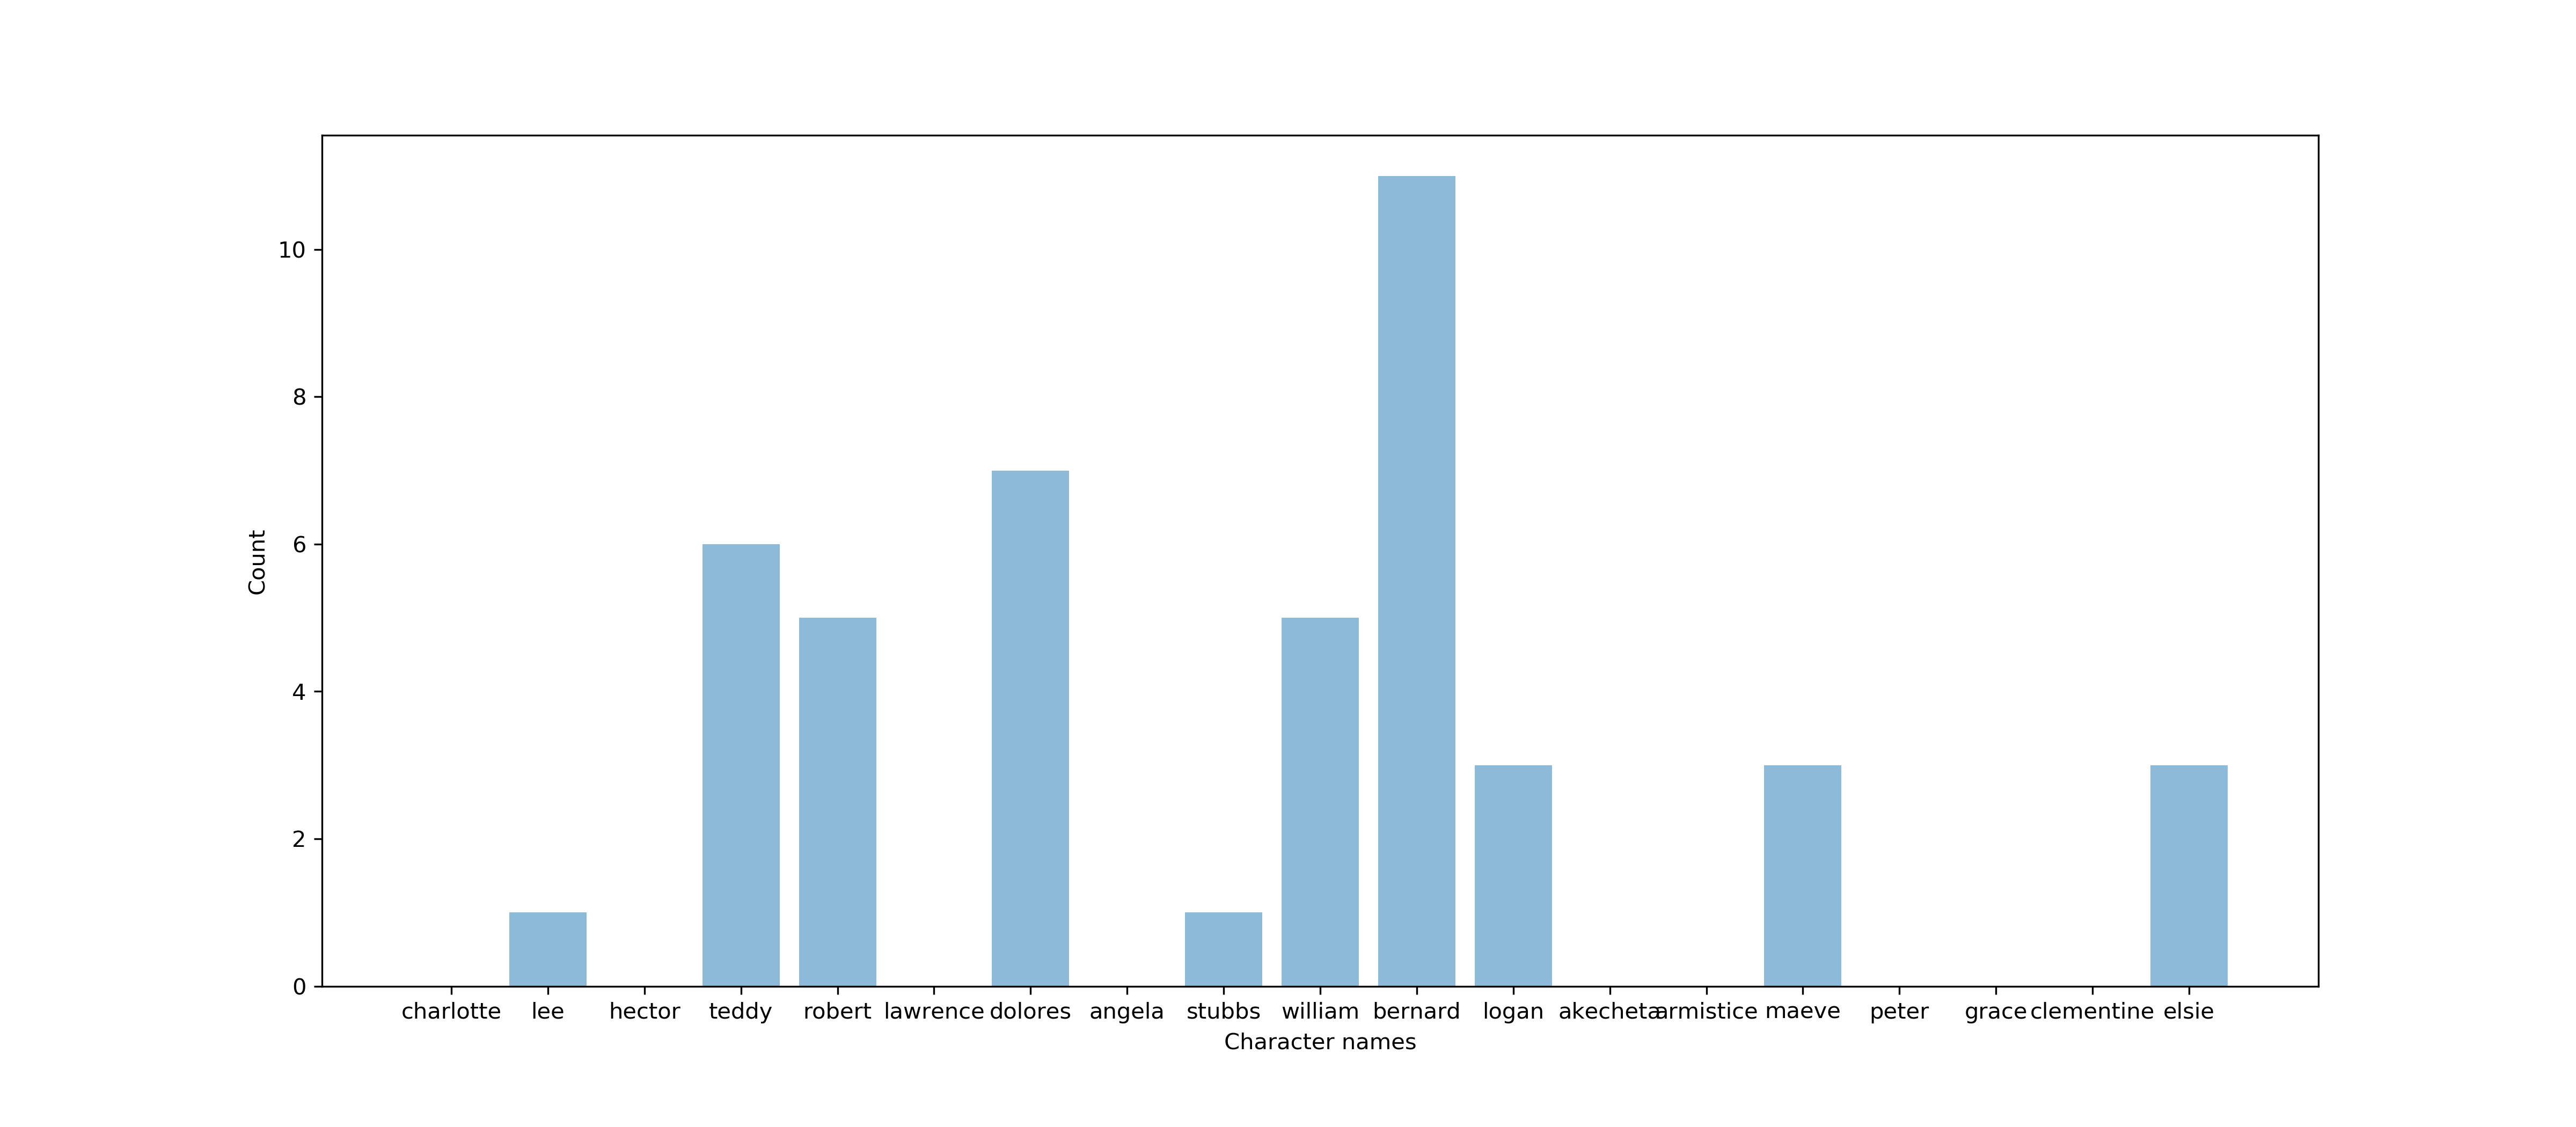 10
8
6
4
2
0
Count
charlotte lee hector teddy robert lawrence dolores angela stubbs william bernard logan akecheta armistice maeve peter grace clementine elsie
Character names